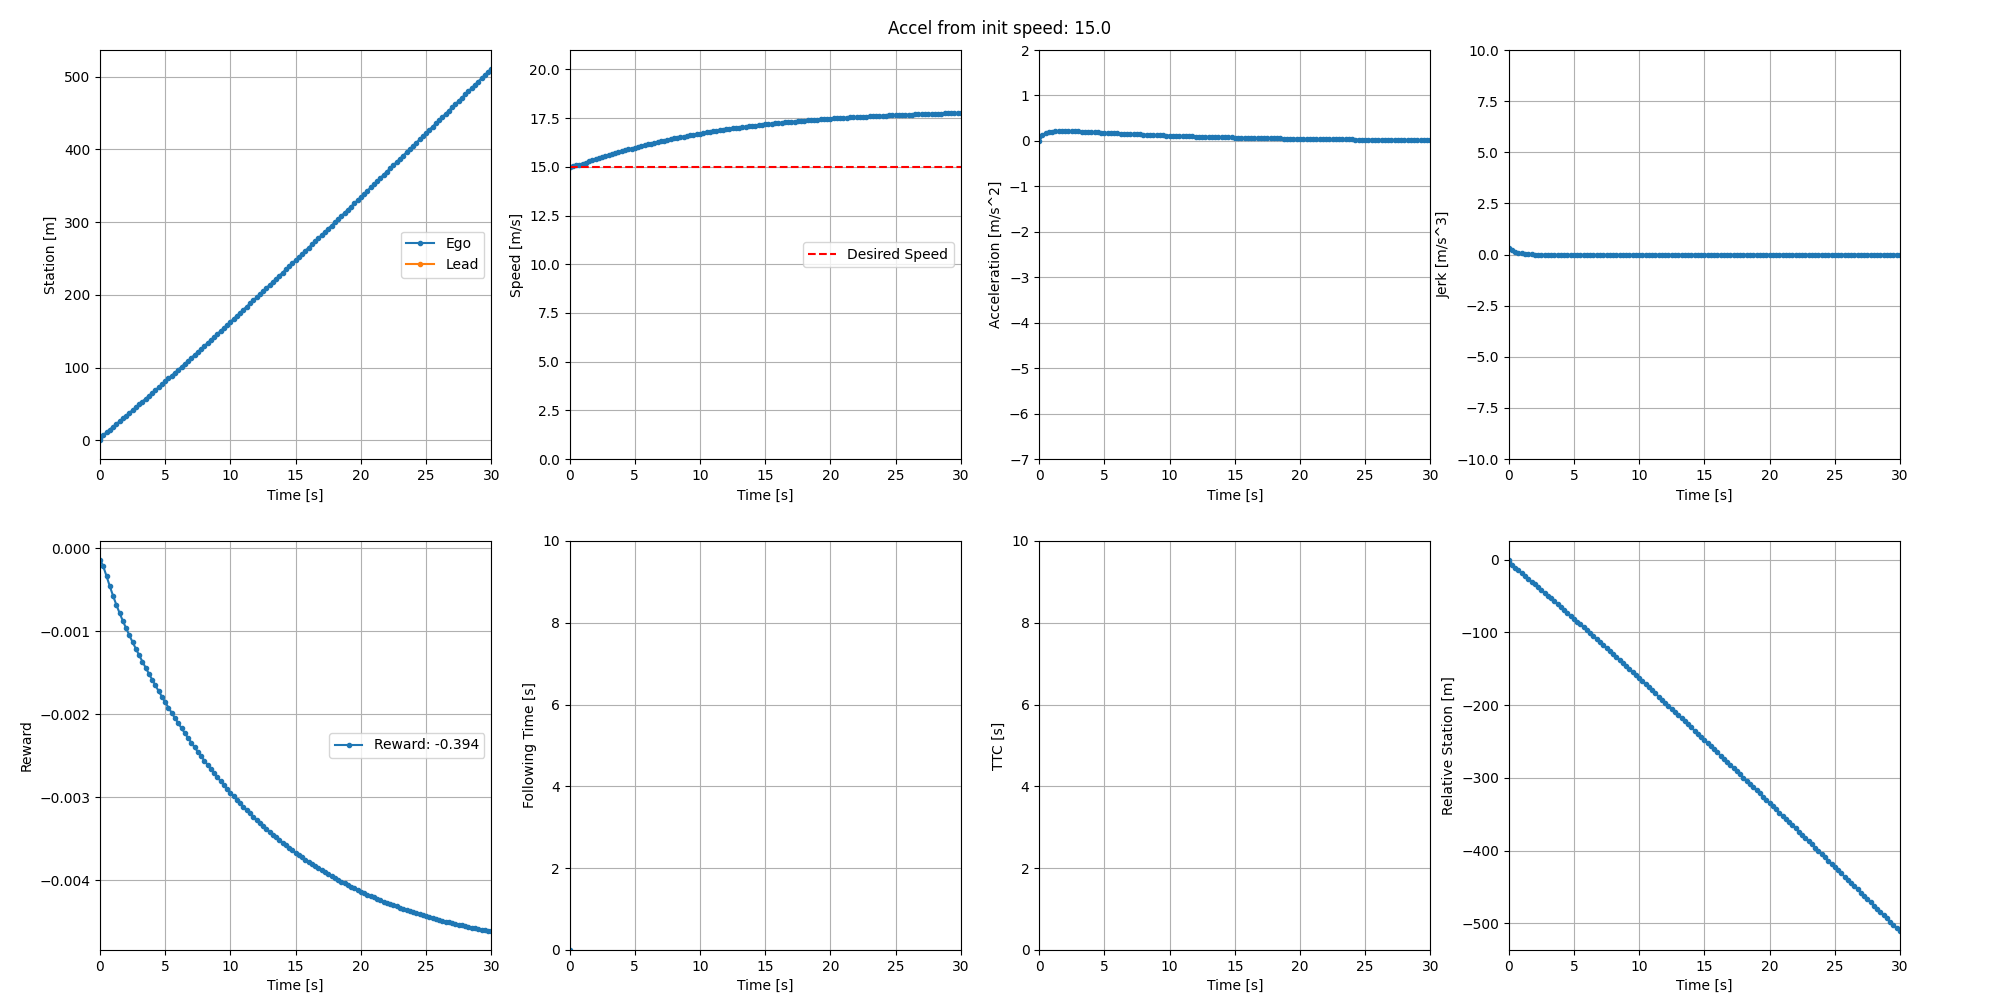 Accel from init speed: 15.0
500
400
300
200
100
0
Station [m]
Ego
Lead
0 5 10 15 20 25 30
Time [s]
20.0
17.5
15.0
12.5
10.0
7.5
5.0
2.5
0.0
Speed [m/s]
Desired Speed
0 5 10 15 20 25 30
Time [s]
2
1
0
−1
−2
−3
−4
−5
−6
−7
Acceleration [m/s^2]
0 5 10 15 20 25 30
Time [s]
10.0
7.5
5.0
2.5
0.0
−2.5
−5.0
−7.5
−10.0
Jerk [m/s^3]
0 5 10 15 20 25 30
Time [s]
0.000
−0.001
−0.002
−0.003
−0.004
Reward
Reward: -0.394
0 5 10 15 20 25 30
Time [s]
10
8
6
4
2
0
Following Time [s]
0 5 10 15 20 25 30
Time [s]
10
8
6
4
2
0
TTC [s]
0 5 10 15 20 25 30
Time [s]
0
−100
−200
−300
−400
−500
Relative Station [m]
0 5 10 15 20 25 30
Time [s]